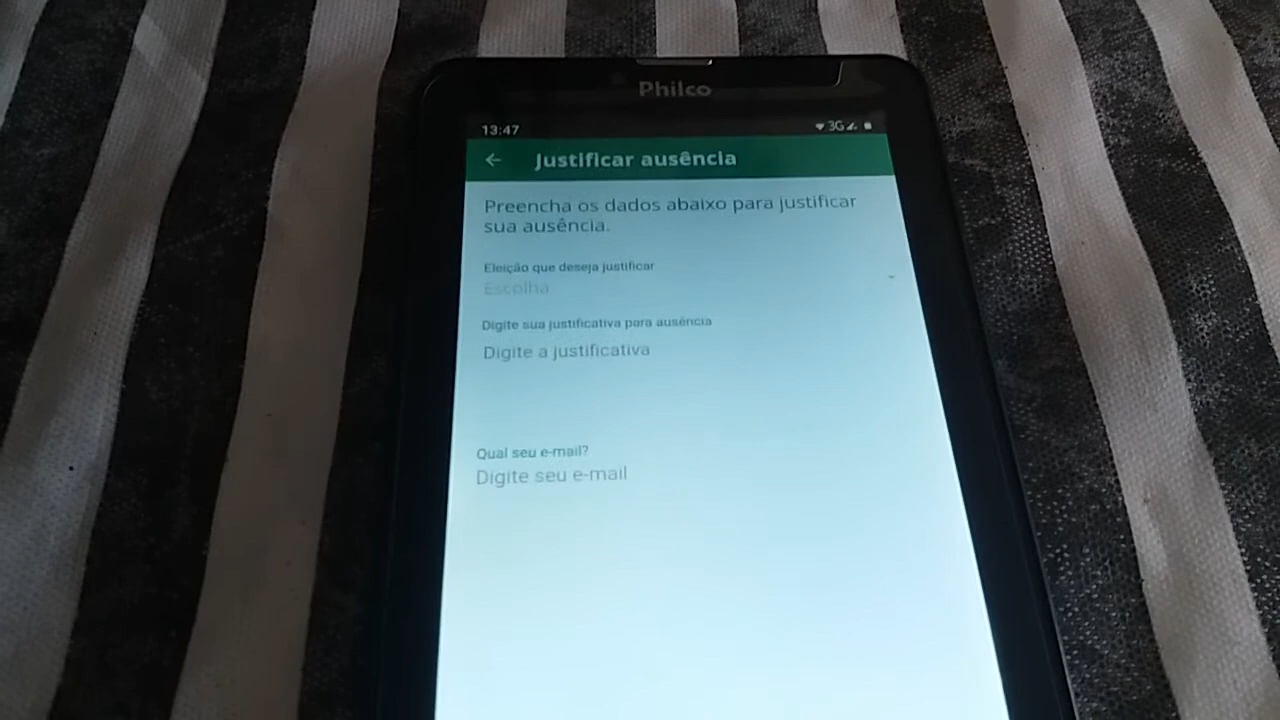 Philco
13:47
3G
Justificar ausência
Preencha os dados abaixo para justificar
sua ausência.
Eleição que deseja justificar
Escolha
Digite sua justificativa para ausência
Digite a justificativa
Qual seu e-mail?
Digite seu e-mail